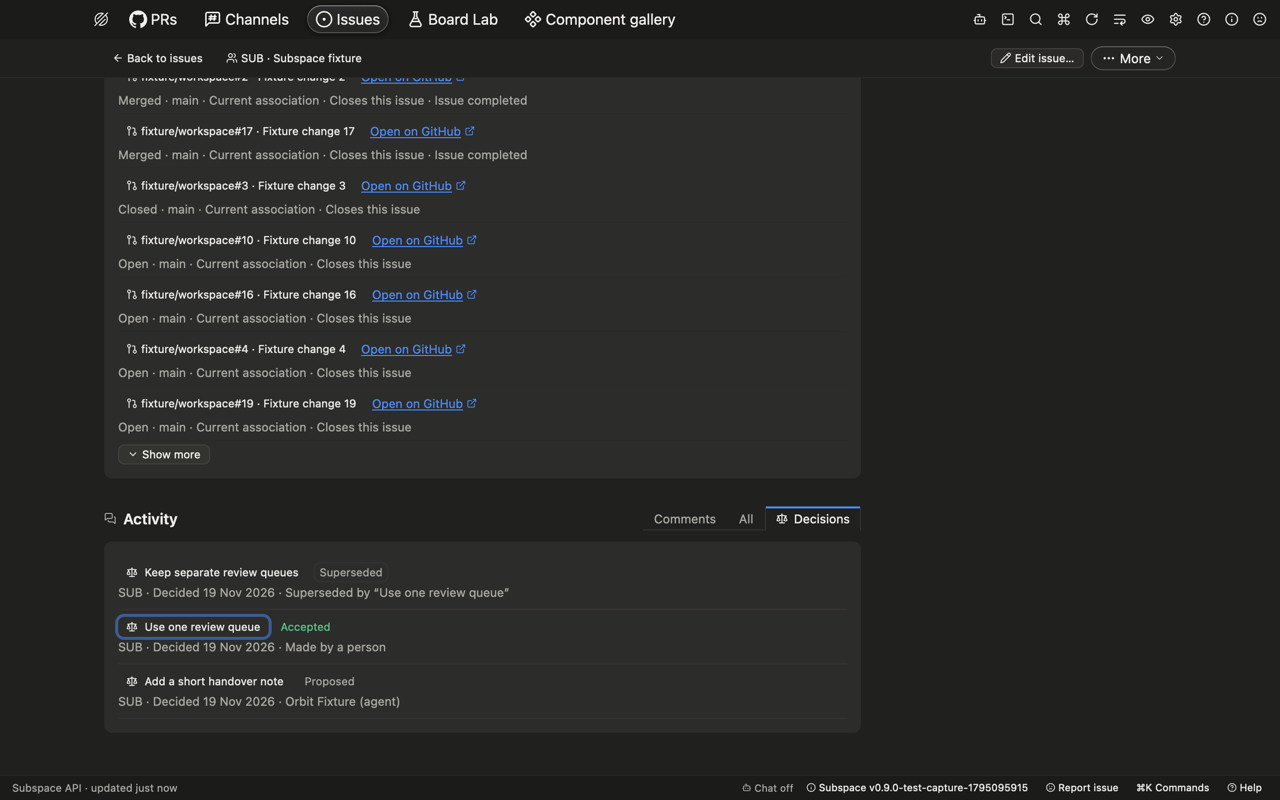 PRs Channels Issues Board Lab Component gallery
Back to issues SUB · Subspace fixture Edit issue... More
fixture/workspace#2 · Fixture change 2 Open on GitHub
Merged · main · Current association · Closes this issue · Issue completed
fixture/workspace#17 · Fixture change 17 Open on GitHub
Merged · main · Current association · Closes this issue · Issue completed
fixture/workspace#3 · Fixture change 3 Open on GitHub
Closed · main · Current association · Closes this issue
fixture/workspace#10 · Fixture change 10 Open on GitHub
Open · main · Current association · Closes this issue
fixture/workspace#16 · Fixture change 16 Open on GitHub
Open · main · Current association · Closes this issue
fixture/workspace#4 · Fixture change 4 Open on GitHub
Open · main · Current association · Closes this issue
fixture/workspace#19 · Fixture change 19 Open on GitHub
Open · main · Current association · Closes this issue
Show more
Activity Comments All Decisions
Keep separate review queues Superseded
SUB · Decided 19 Nov 2026 · Superseded by “Use one review queue”
Use one review queue Accepted
SUB · Decided 19 Nov 2026 · Made by a person
Add a short handover note Proposed
SUB · Decided 19 Nov 2026 · Orbit Fixture (agent)
Subspace API · updated just now Chat off Subspace v0.9.0-test-capture-1795095915 Report issue ⌘K Commands Help